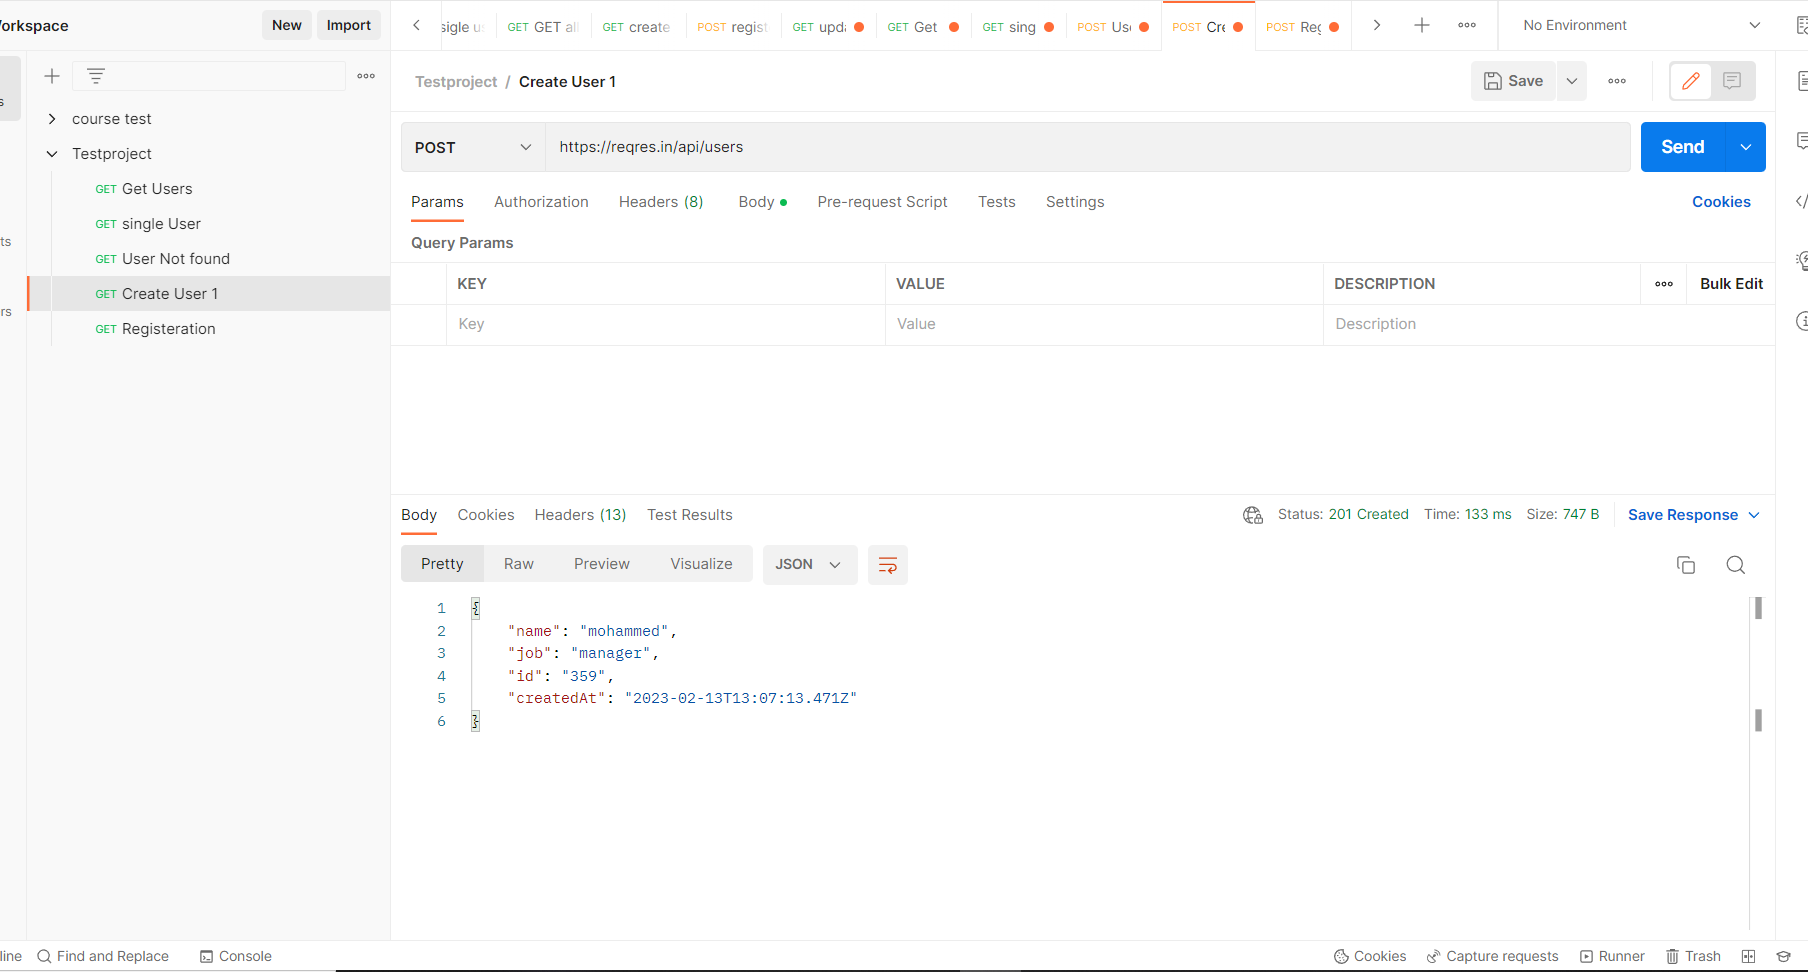 orkspace
New
Import
GET GET
GET create
POST regist
GET upd
GET Get
GET sing
POST Us
POST Cr
POST Reg
No Environment
course test
Testproject
GET Get Users
GET single User
GET User Not found
GET Create User 1
GET Registeration
Testproject / Create User 1
Save
POST
https://reqres.in/api/users
Send
Params
Authorization
Headers (8)
Body
Pre-request Script
Tests
Settings
Cookies
Query Params
KEY
VALUE
DESCRIPTION
Bulk Edit
Key
Value
Description
Body
Cookies
Headers (13)
Test Results
Status: 201 Created
Time: 133 ms
Size: 747 B
Save Response
Pretty
Raw
Preview
Visualize
JSON
1 {
2 "name": "mohammed",
3 "job": "manager",
4 "id": "359",
5 "createdAt": "2023-02-13T13:07:13.471Z"
6 }
line
Find and Replace
Console
Cookies
Capture requests
Runner
Trash